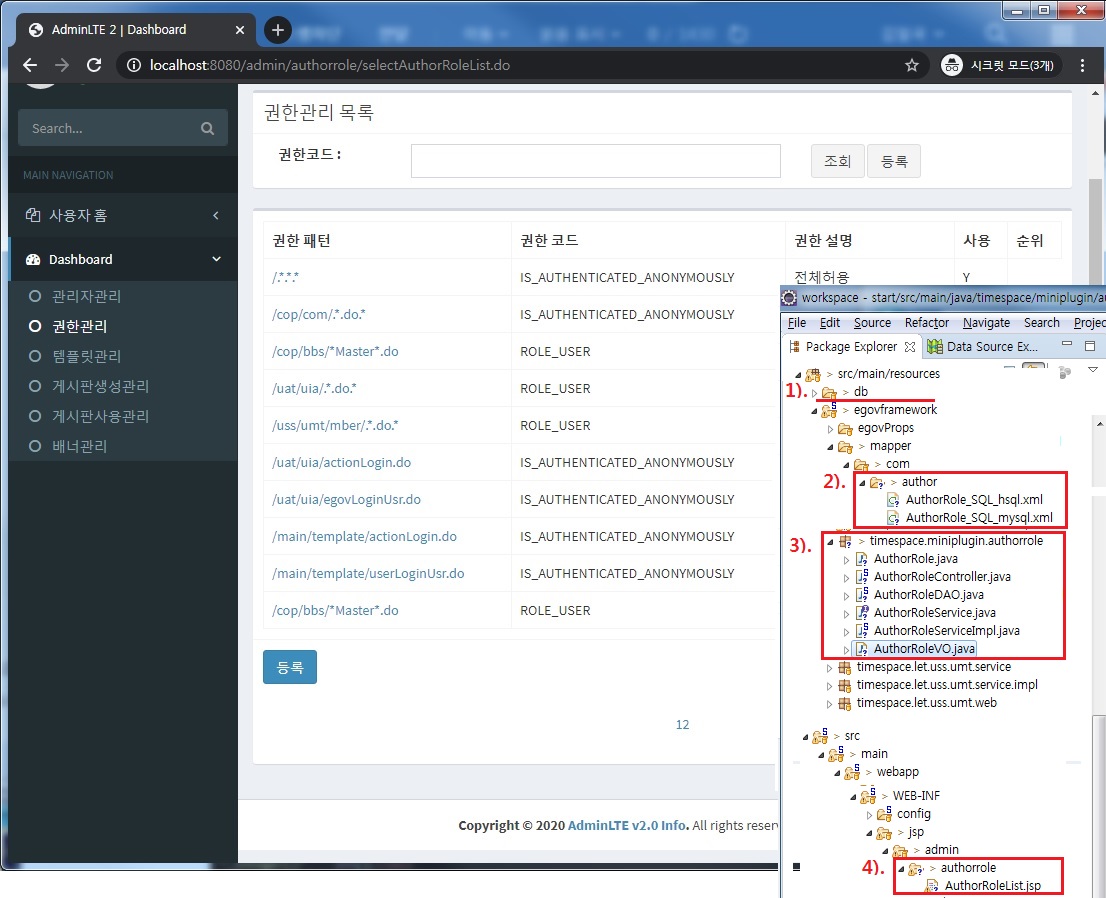 AdminLTE 2 | Dashboard
localhost:8080/admin/authorrole/selectAuthorRoleList.do
시크릿 모드(3개)
Search...
MAIN NAVIGATION
사용자 홈
Dashboard
관리자관리
권한관리
템플릿관리
게시판생성관리
게시판사용관리
배너관리
권한관리 목록
권한코드 :
조회 등록
권한 패턴 권한 코드 권한 설명 사용 순위
/.*.*.* IS_AUTHENTICATED_ANONYMOUSLY 전체허용 Y
/cop/com/.*.do.* IS_AUTHENTICATED_ANONYMOUSLY
/cop/bbs/*Master*.do ROLE_USER
/uat/uia/.*.do.* ROLE_USER
/uss/umt/mber/.*.do.* ROLE_USER
/uat/uia/actionLogin.do IS_AUTHENTICATED_ANONYMOUSLY
/uat/uia/egovLoginUsr.do IS_AUTHENTICATED_ANONYMOUSLY
/main/template/actionLogin.do IS_AUTHENTICATED_ANONYMOUSLY
/main/template/userLoginUsr.do IS_AUTHENTICATED_ANONYMOUSLY
/cop/bbs/*Master*.do ROLE_USER
등록
12
Copyright © 2020 AdminLTE v2.0 Info. All rights reser
workspace - start/src/main/java/timespace/miniplugin/au
File Edit Source Refactor Navigate Search Projec
Package Explorer Data Source Ex...
> src/main/resources
1). > db
> egovframework
egovProps
> mapper
> com
2). > author
AuthorRole_SQL_hsql.xml
AuthorRole_SQL_mysql.xml
3). > timespace.miniplugin.authorrole
AuthorRole.java
AuthorRoleController.java
AuthorRoleDAO.java
AuthorRoleService.java
AuthorRoleServiceImpl.java
AuthorRoleVO.java
timespace.let.uss.umt.service
timespace.let.uss.umt.service.impl
timespace.let.uss.umt.web
> src
> main
> webapp
> WEB-INF
> config
> jsp
> admin
4). > authorrole
AuthorRoleList.jsp